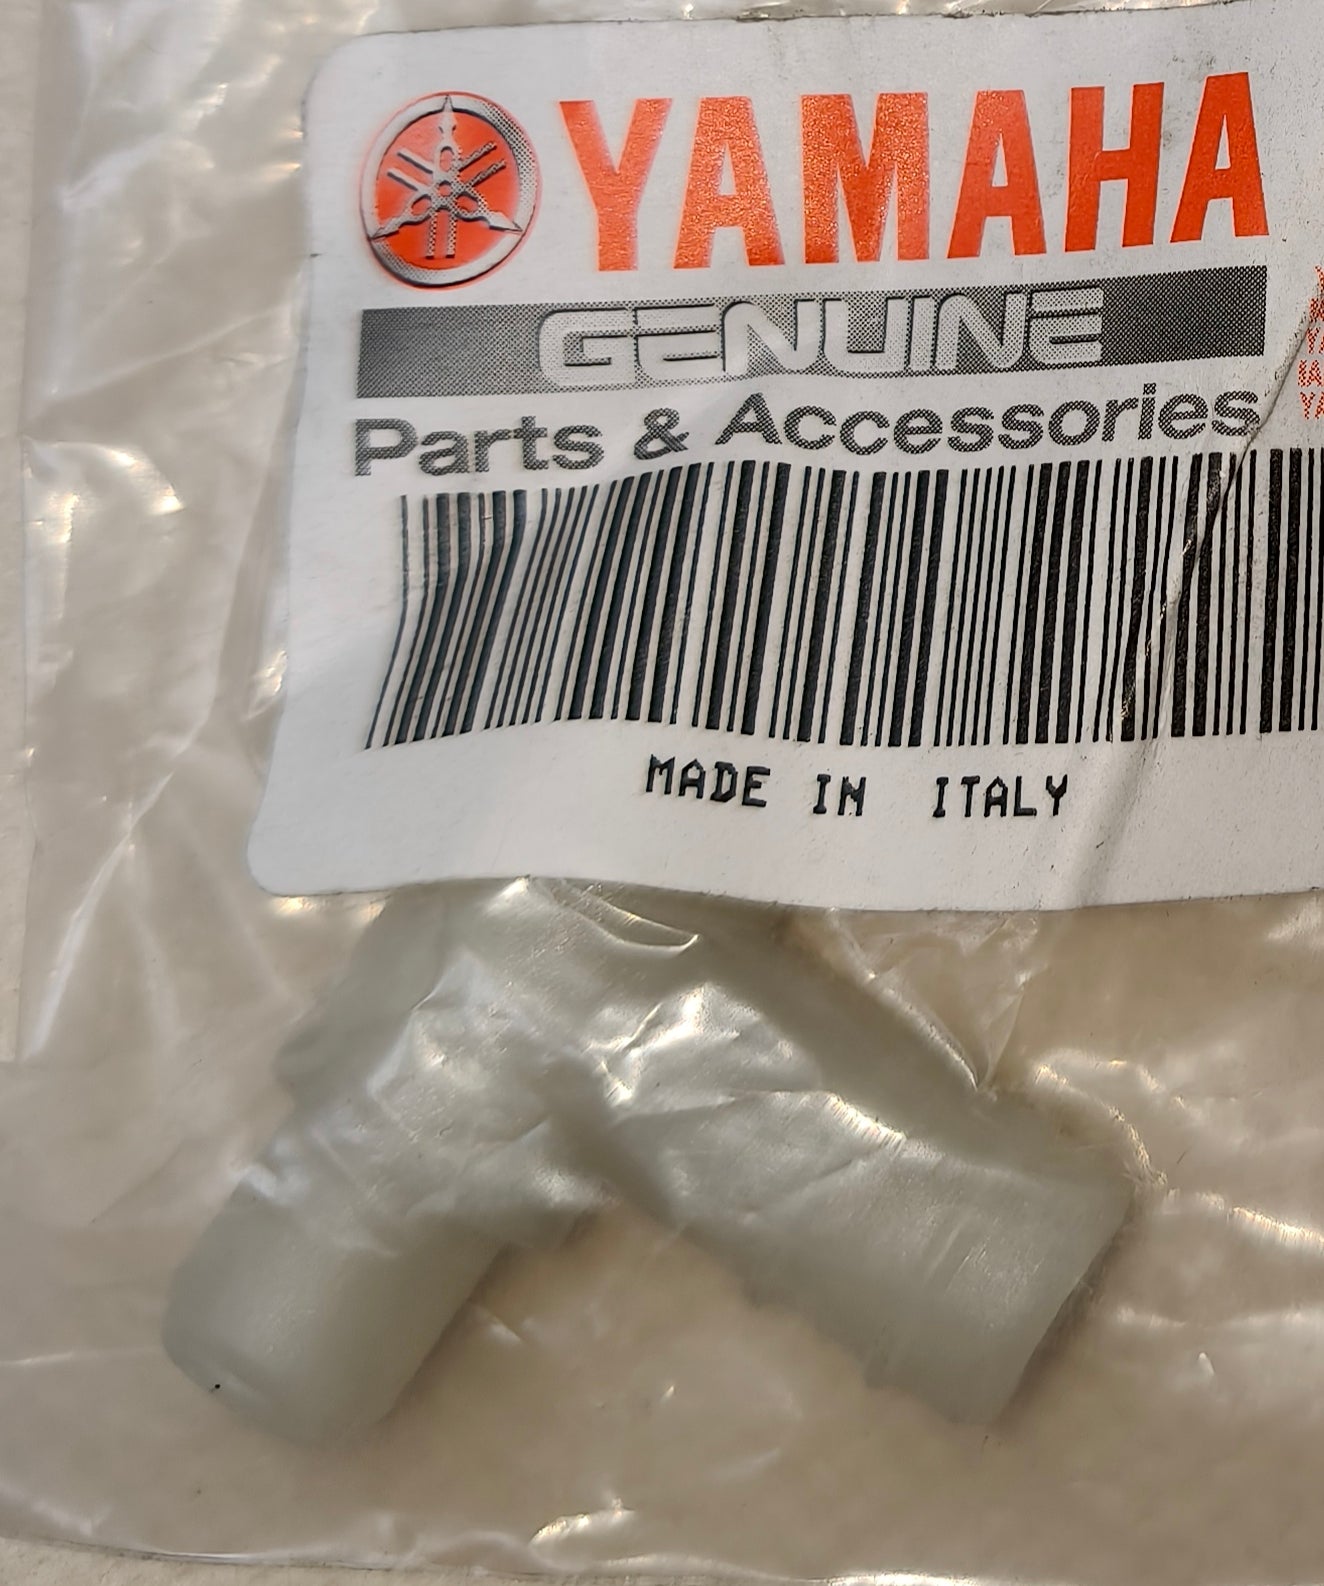 YAMAHA
GENUINE
Parts & Accessories
MADE IN ITALY